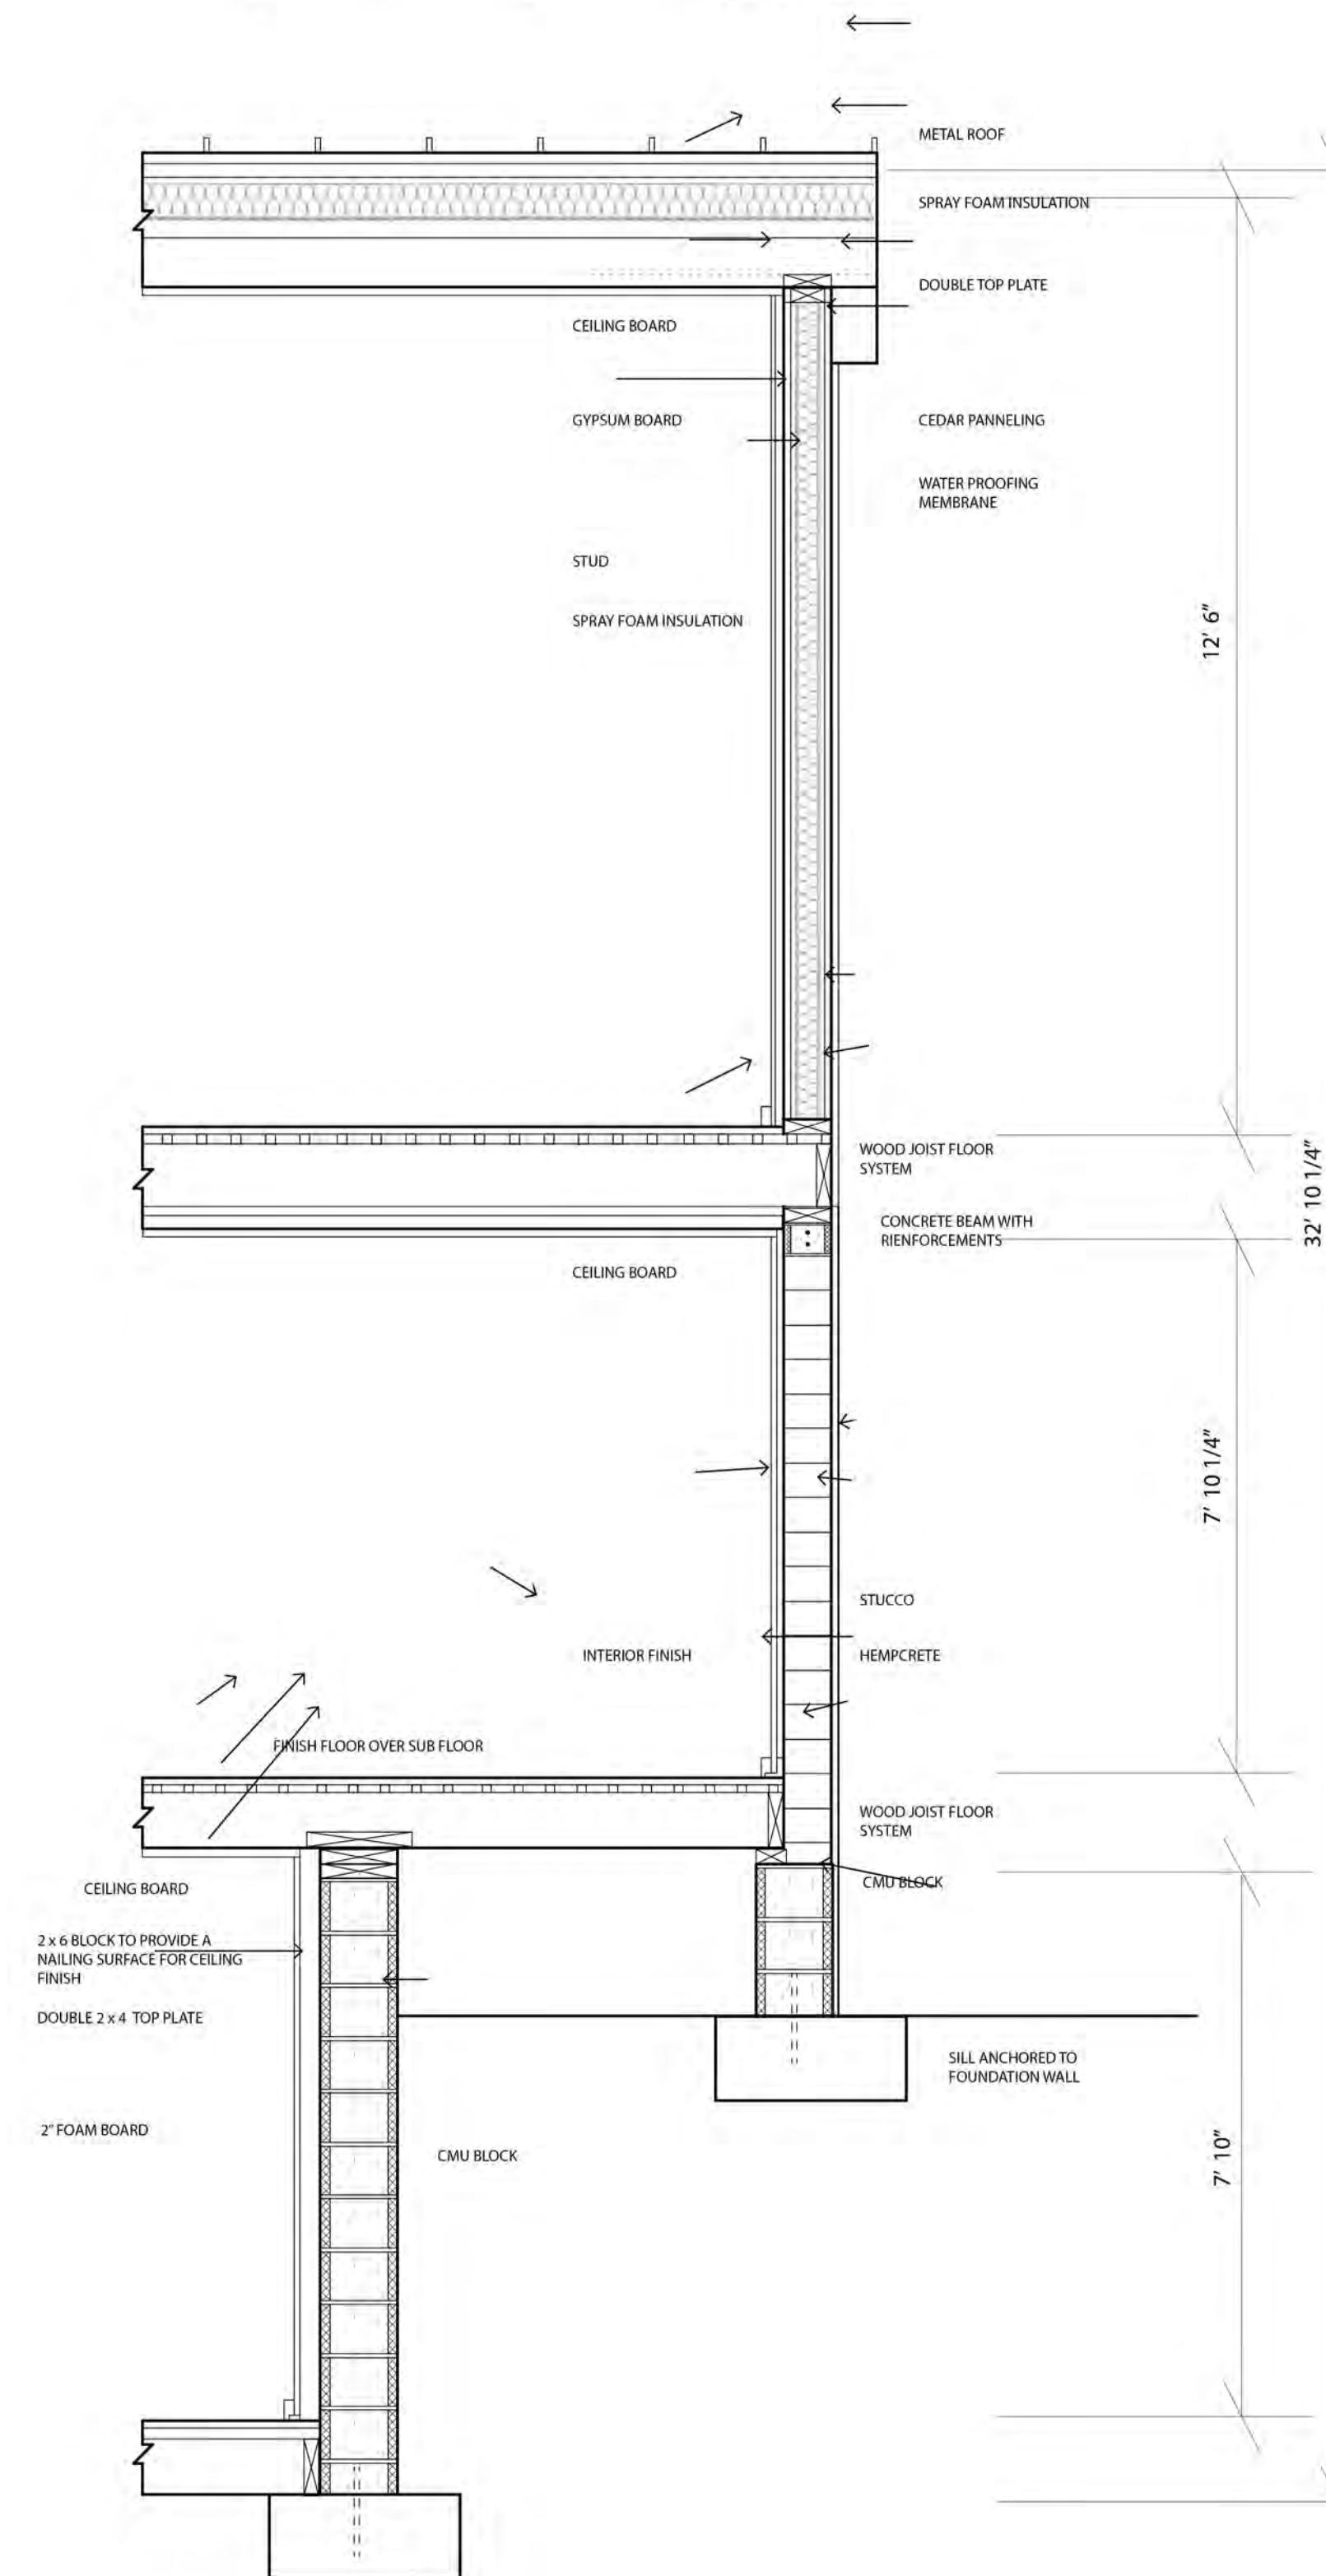 METAL ROOF
SPRAY FOAM INSULATION
DOUBLE TOP PLATE
CEILING BOARD
GYPSUM BOARD
CEDAR PANNELING
WATER PROOFING
MEMBRANE
STUD
SPRAY FOAM INSULATION
12' 6"
WOOD JOIST FLOOR
SYSTEM
32' 10 1/4"
CONCRETE BEAM WITH
RIENFORCEMENTS
CEILING BOARD
7' 10 1/4"
STUCCO
INTERIOR FINISH
HEMPCRETE
FINISH FLOOR OVER SUB FLOOR
WOOD JOIST FLOOR
SYSTEM
CMU BLOCK
CEILING BOARD
2 x 6 BLOCK TO PROVIDE A
NAILING SURFACE FOR CEILING
FINISH
DOUBLE 2 x 4 TOP PLATE
SILL ANCHORED TO
FOUNDATION WALL
2" FOAM BOARD
CMU BLOCK
7' 10"